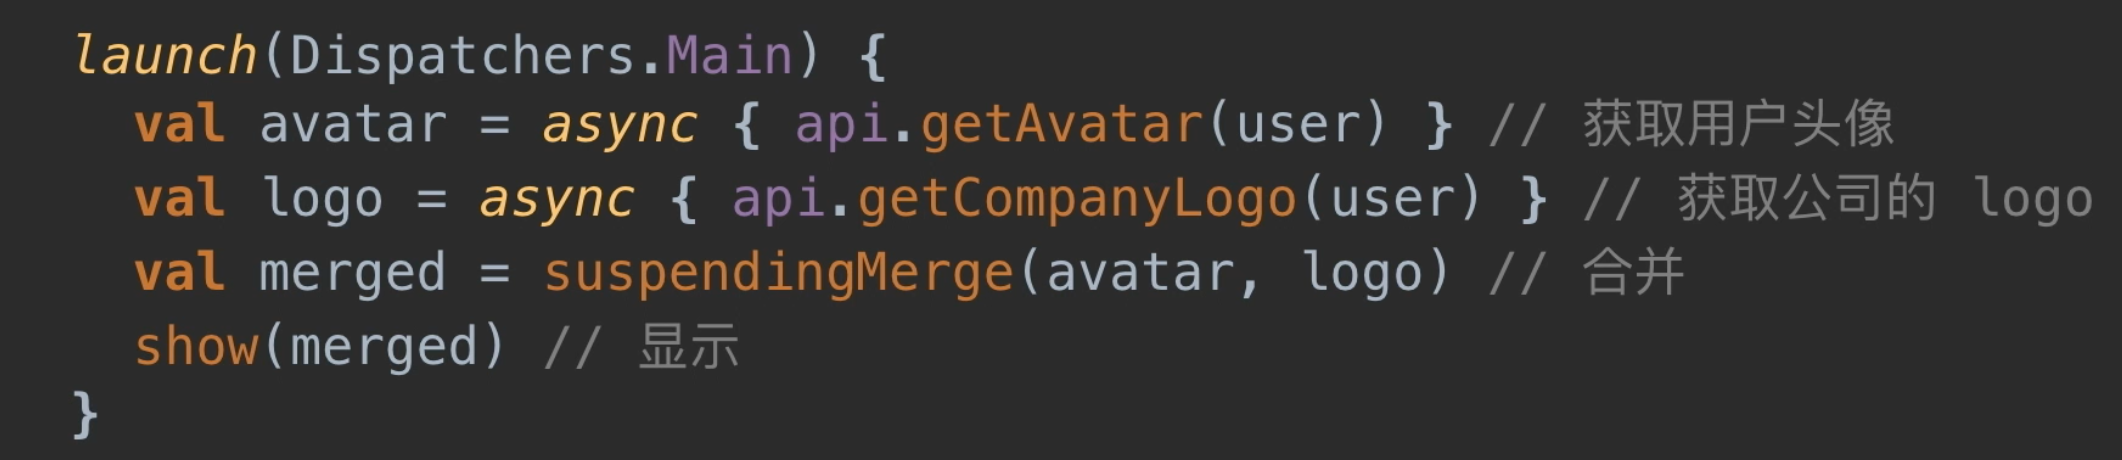 launch(Dispatchers.Main) {
  val avatar = async { api.getAvatar(user) } // 获取用户头像
  val logo = async { api.getCompanyLogo(user) } // 获取公司的 logo
  val merged = suspendingMerge(avatar, logo) // 合并
  show(merged) // 显示
}